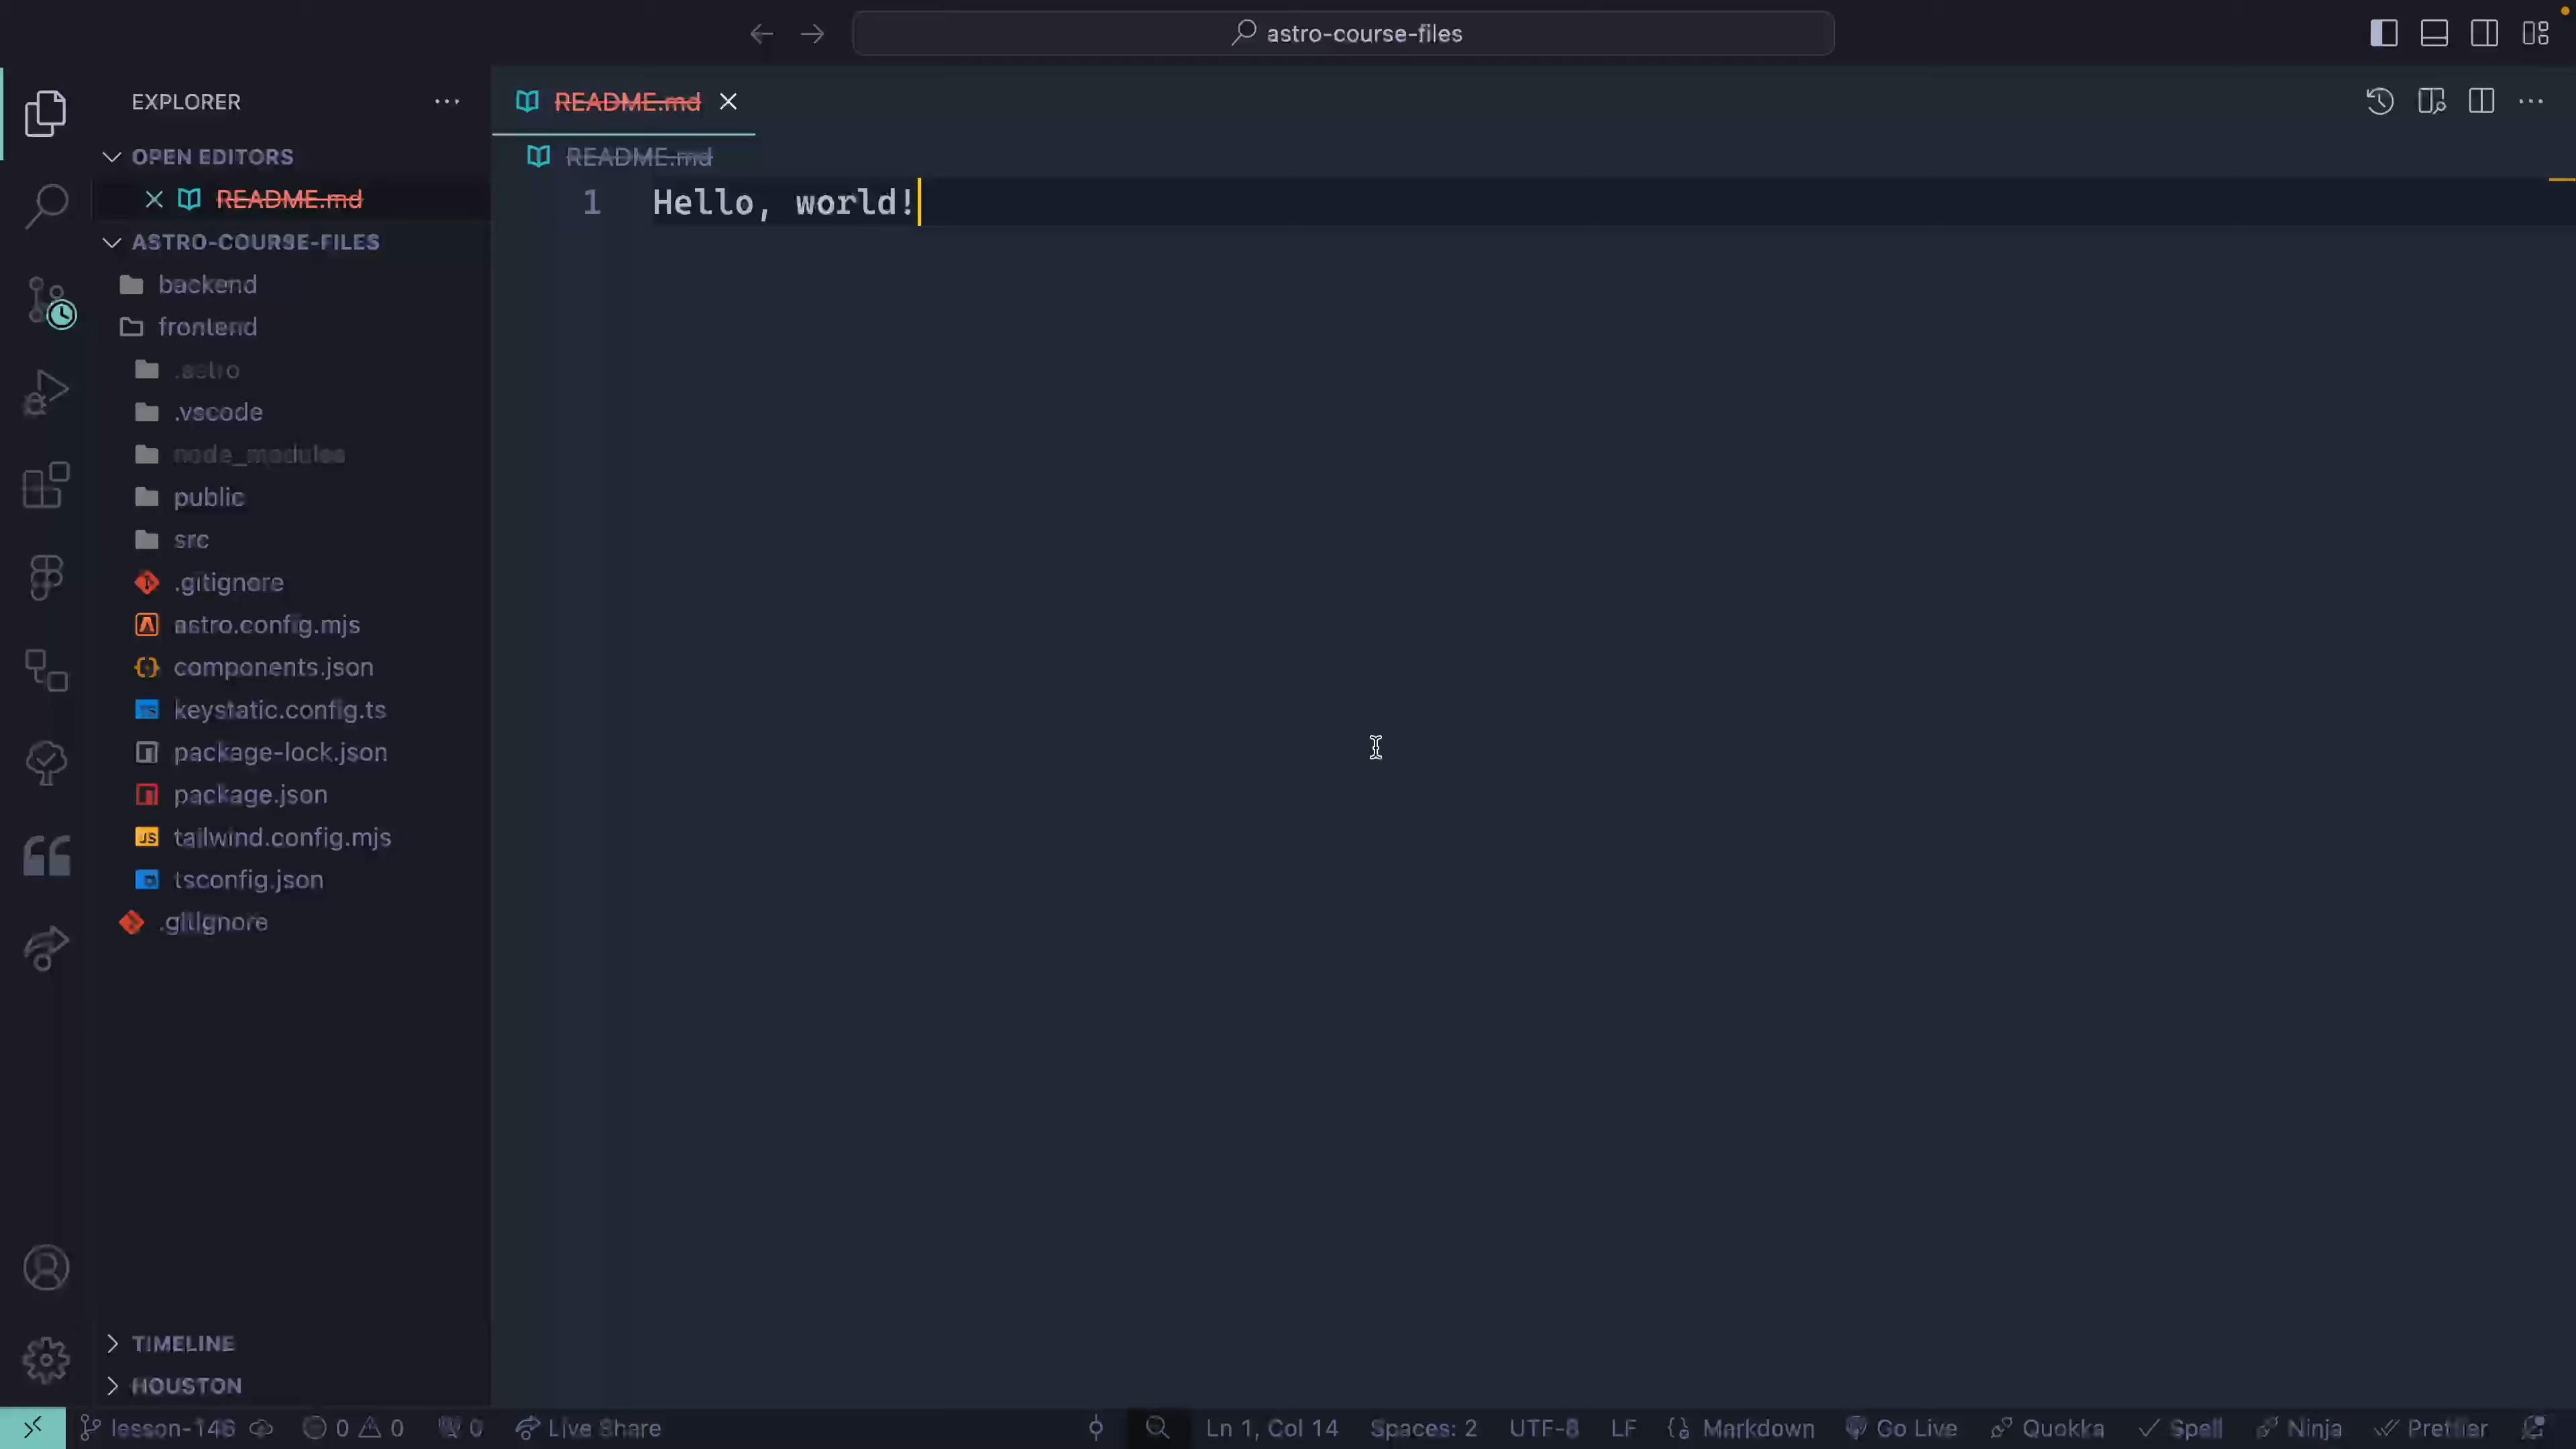 astro-course-files
EXPLORER
README.md
OPEN EDITORS
README.md
README.md
1 Hello, world!
ASTRO-COURSE-FILES
backend
frontend
.astro
.vscode
node_modules
public
src
.gitignore
astro.config.mjs
components.json
keystatic.config.ts
package-lock.json
package.json
tailwind.config.mjs
tsconfig.json
.gitignore
TIMELINE
HOUSTON
lesson-146 0 0 0 Live Share Ln 1, Col 14 Spaces: 2 UTF-8 LF Markdown Go Live Quokka Spell Ninja Prettier